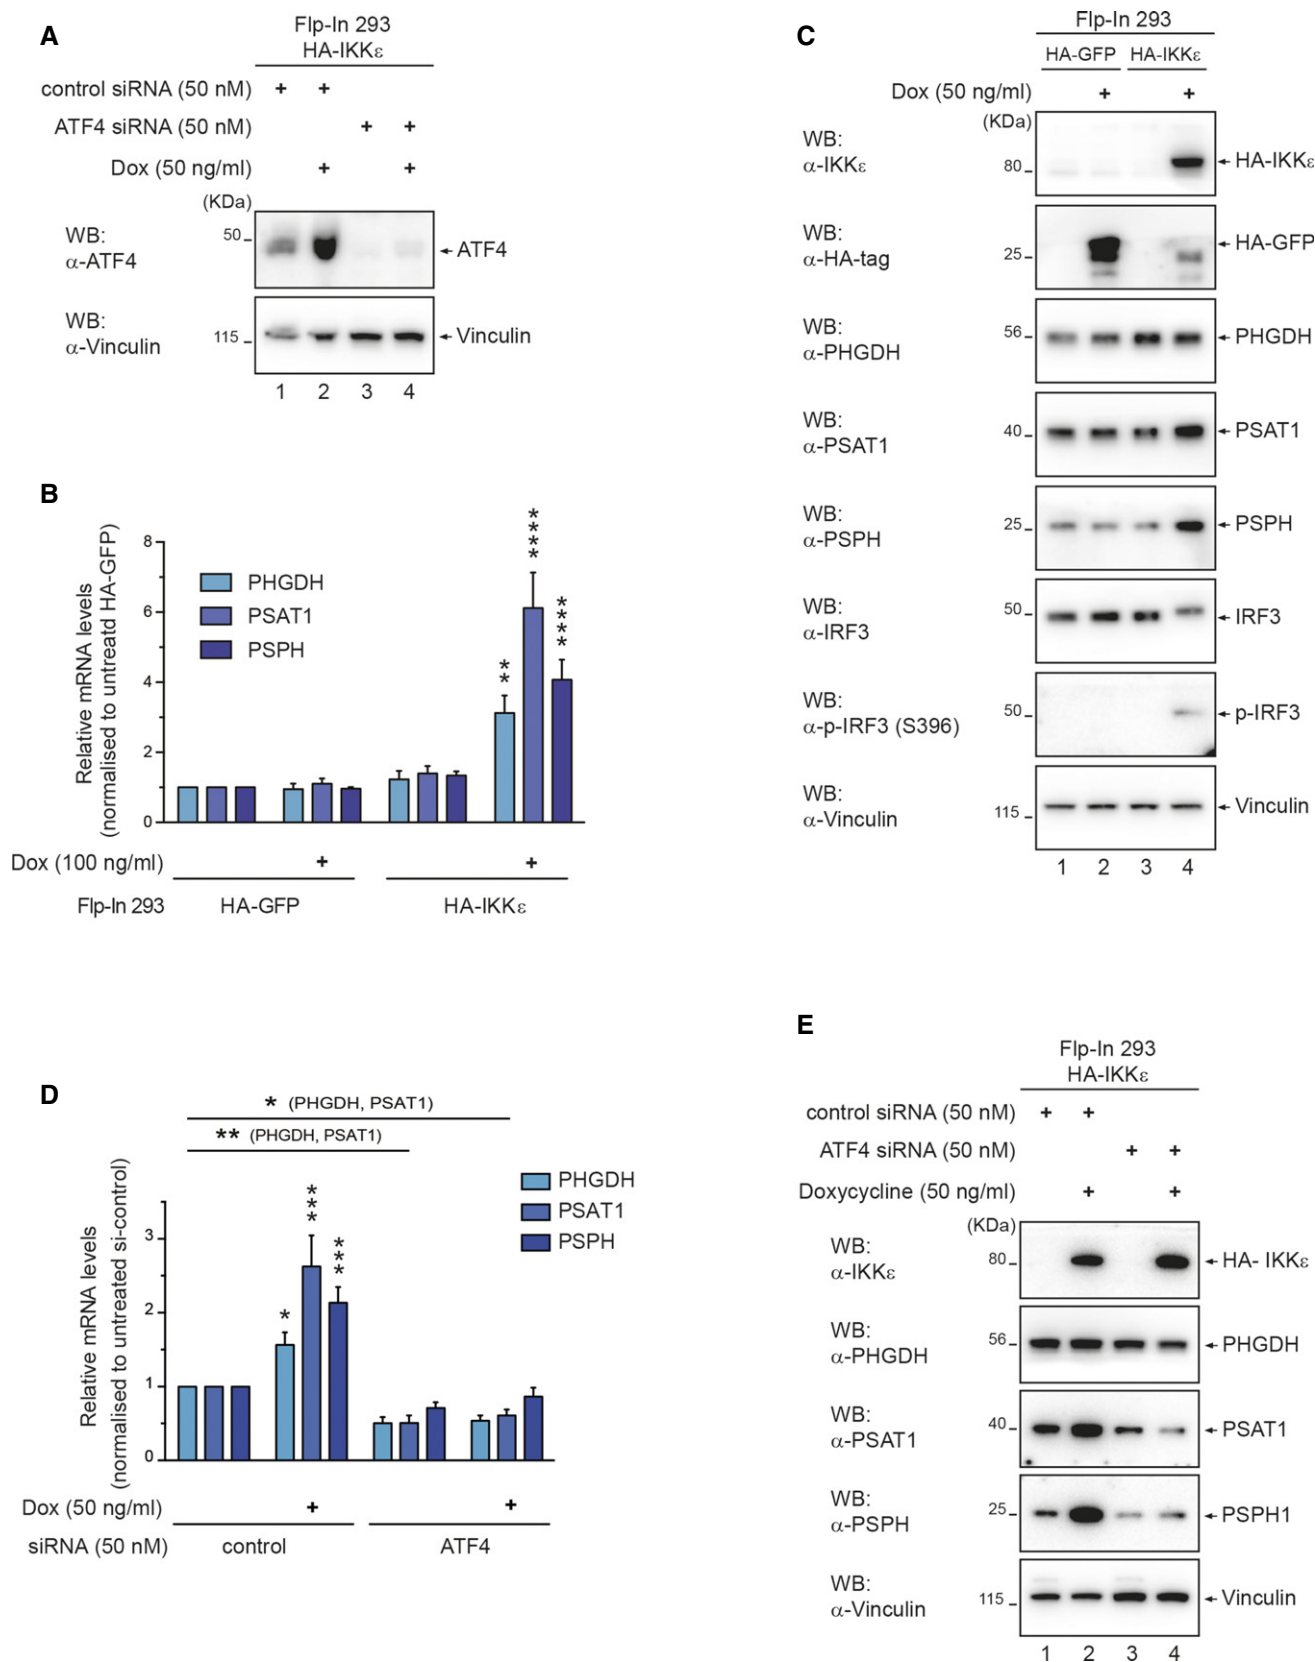 A
Flp-In 293
HA-IKKε
control siRNA (50 nM) + +
ATF4 siRNA (50 nM) + +
Dox (50 ng/ml) + +
(KDa)
WB:
α-ATF4
50
ATF4
WB:
α-Vinculin
115
Vinculin
1 2 3 4
B
Relative mRNA levels
(normalised to untreatd HA-GFP)
8
6
4
2
0
PHGDH
PSAT1
PSPH
**
****
****
Dox (100 ng/ml) + +
Flp-In 293 HA-GFP HA-IKKε
C
Flp-In 293
HA-GFP HA-IKKε
Dox (50 ng/ml) + +
(KDa)
WB:
α-IKKε
80
HA-IKKε
WB:
α-HA-tag
25
HA-GFP
WB:
α-PHGDH
56
PHGDH
WB:
α-PSAT1
40
PSAT1
WB:
α-PSPH
25
PSPH
WB:
α-IRF3
50
IRF3
WB:
α-p-IRF3 (S396)
50
p-IRF3
WB:
α-Vinculin
115
Vinculin
1 2 3 4
D
* (PHGDH, PSAT1)
** (PHGDH, PSAT1)
Relative mRNA levels
(normalised to untreated si-control)
3
2
1
0
PHGDH
PSAT1
PSPH
*
***
***
Dox (50 ng/ml) + +
siRNA (50 nM) control ATF4
E
Flp-In 293
HA-IKKε
control siRNA (50 nM) + +
ATF4 siRNA (50 nM) + +
Doxycycline (50 ng/ml) + +
(KDa)
WB:
α-IKKε
80
HA- IKKε
WB:
α-PHGDH
56
PHGDH
WB:
α-PSAT1
40
PSAT1
WB:
α-PSPH
25
PSPH1
WB:
α-Vinculin
115
Vinculin
1 2 3 4